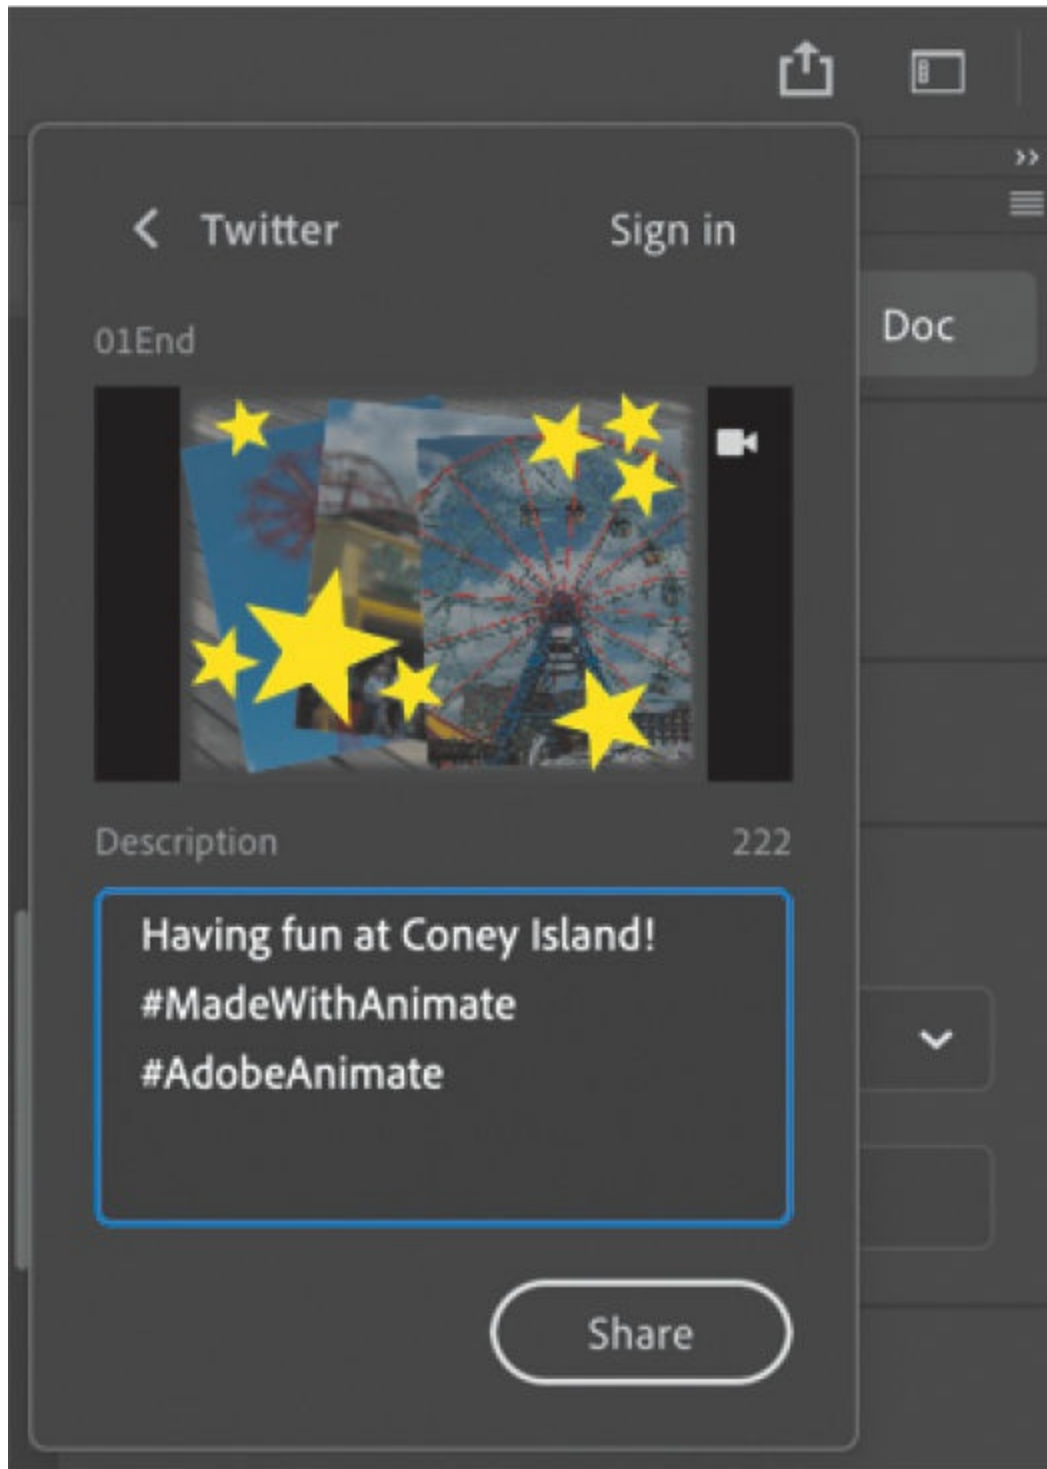 Twitter Sign in
Doc
01End
Description 222
Having fun at Coney Island!
#MadeWithAnimate
#AdobeAnimate
Share